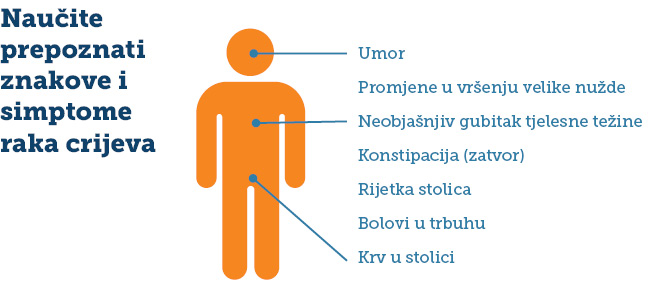 Naučite
prepoznati
znakove i
simptome
raka crijeva
Umor
Promjene u vršenju velike nužde
Neobjašnjiv gubitak tjelesne težine
Konstipacija (zatvor)
Rijetka stolica
Bolovi u trbuhu
Krv u stolici